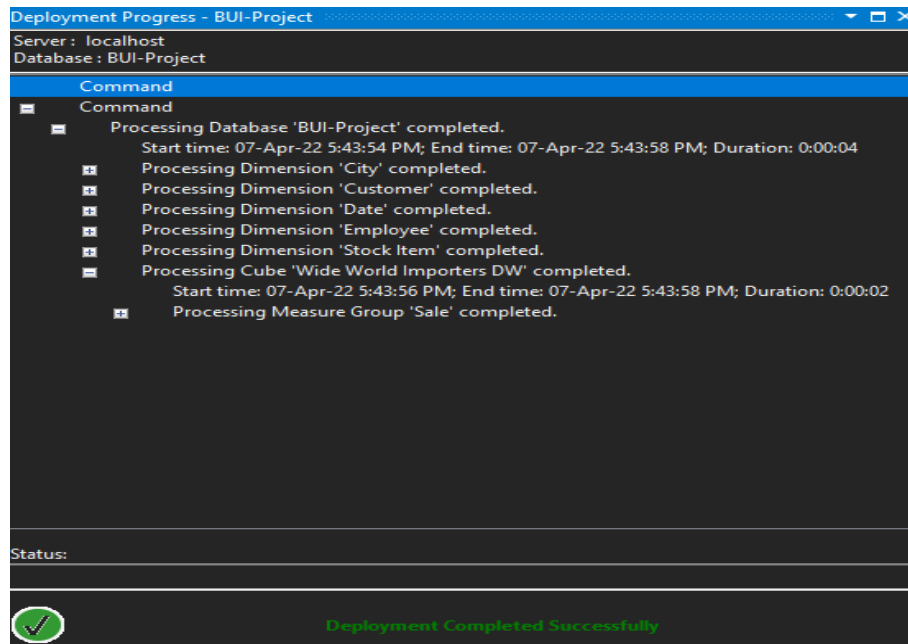 Deployment Progress - BUI-Project
Server : localhost
Database : BUI-Project
Command
Command
Processing Database 'BUI-Project' completed.
Start time: 07-Apr-22 5:43:54 PM; End time: 07-Apr-22 5:43:58 PM; Duration: 0:00:04
Processing Dimension 'City' completed.
Processing Dimension 'Customer' completed.
Processing Dimension 'Date' completed.
Processing Dimension 'Employee' completed.
Processing Dimension 'Stock Item' completed.
Processing Cube 'Wide World Importers DW' completed.
Start time: 07-Apr-22 5:43:56 PM; End time: 07-Apr-22 5:43:58 PM; Duration: 0:00:02
Processing Measure Group 'Sale' completed.
Status:
Deployment Completed Successfully